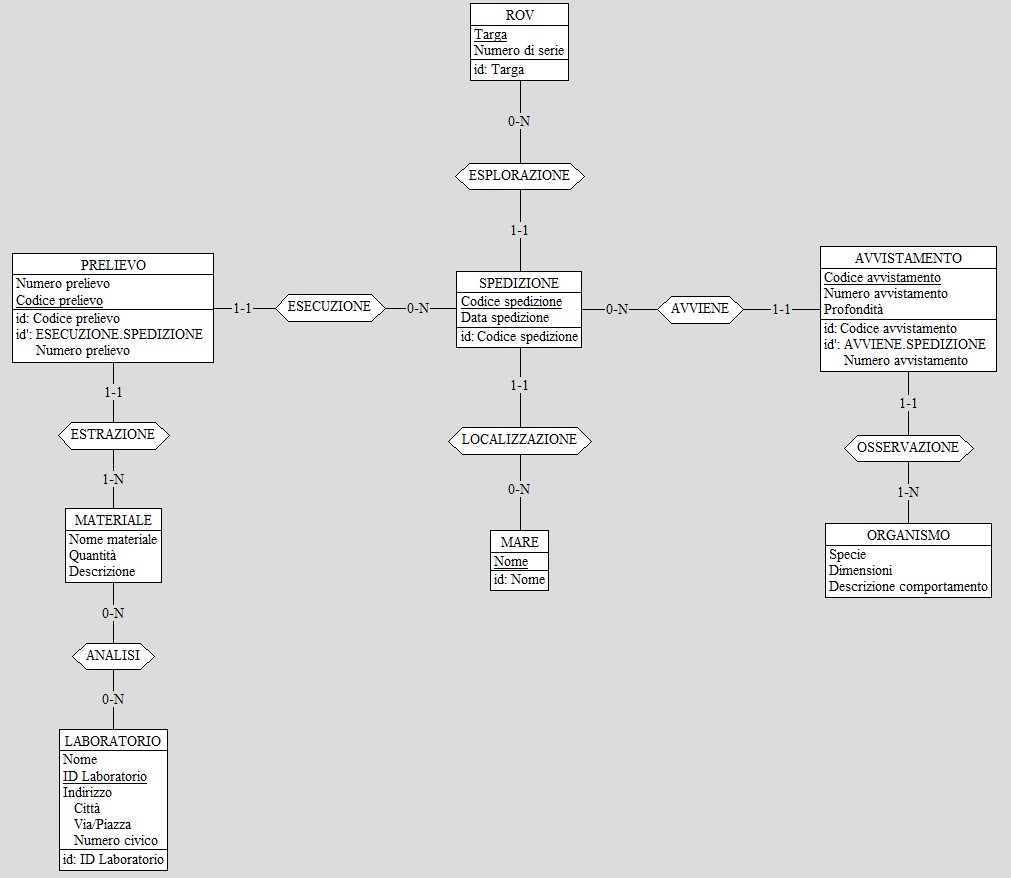 ROV
Targa
Numero di serie
id: Targa
0-N
ESPLORAZIONE
1-1
PRELIEVO
Numero prelievo
Codice prelievo
id: Codice prelievo
id': ESECUZIONE.SPEDIZIONE
Numero prelievo
1-1
ESECUZIONE
0-N
SPEDIZIONE
Codice spedizione
Data spedizione
id: Codice spedizione
0-N
AVVIENE
1-1
AVVISTAMENTO
Codice avvistamento
Numero avvistamento
Profondità
id: Codice avvistamento
id': AVVIENE.SPEDIZIONE
Numero avvistamento
1-1
ESTRAZIONE
1-N
MATERIALE
Nome materiale
Quantità
Descrizione
0-N
ANALISI
0-N
LABORATORIO
Nome
ID Laboratorio
Indirizzo
Città
Via/Piazza
Numero civico
id: ID Laboratorio
1-1
LOCALIZZAZIONE
0-N
MARE
Nome
id: Nome
1-1
OSSERVAZIONE
1-N
ORGANISMO
Specie
Dimensioni
Descrizione comportamento